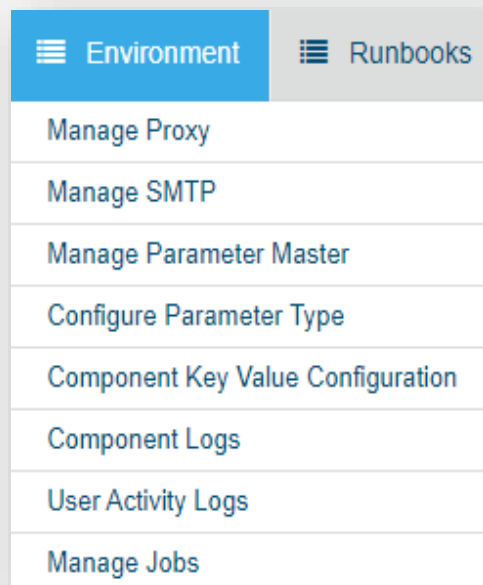 Environment Runbooks
Manage Proxy
Manage SMTP
Manage Parameter Master
Configure Parameter Type
Component Key Value Configuration
Component Logs
User Activity Logs
Manage Jobs